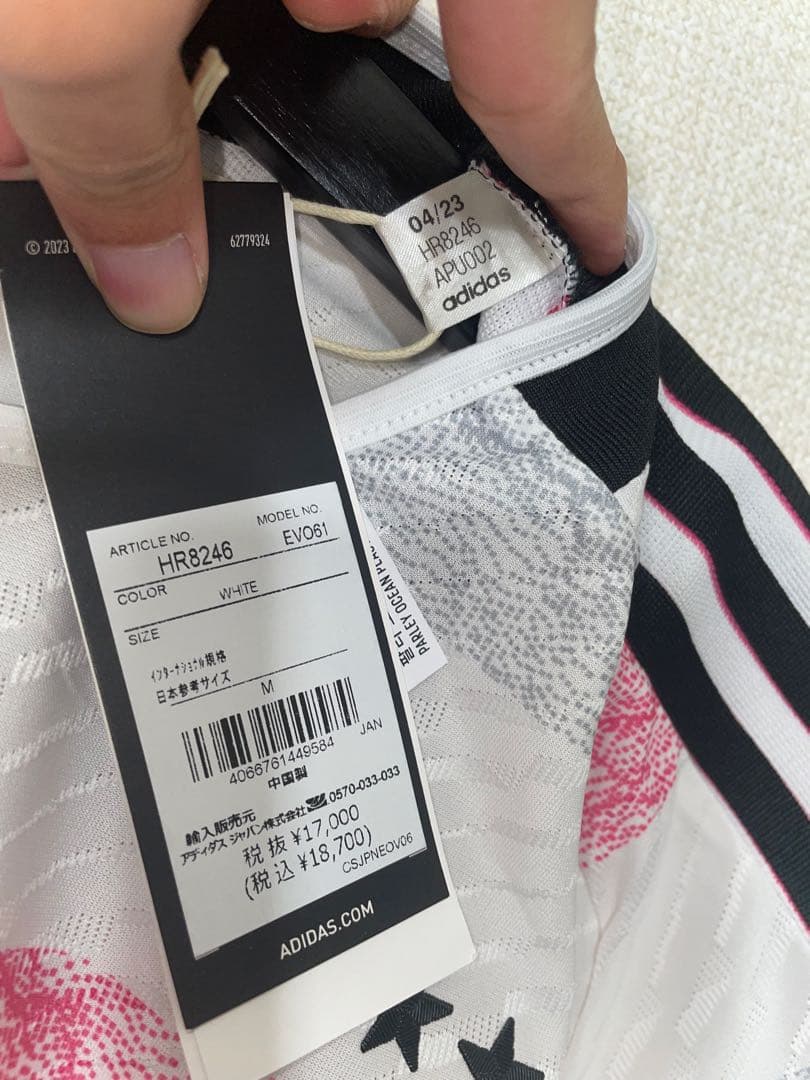 04/23
HR8246
APU002
adidas
© 2023
62779324
ARTICLE NO.
MODEL NO.
HR8246
EVO61
COLOR
WHITE
SIZE
インターナショナル規格
日本参考サイズ
M
JAN
4066761449584
中国製
輸入販売元
アディダス ジャパン株式会社 0570-033-033
税 抜 ¥17,000
(税 込 ¥18,700)
CSJPNEOV06
ADIDAS.COM
PARLEY OCEAN PLAS